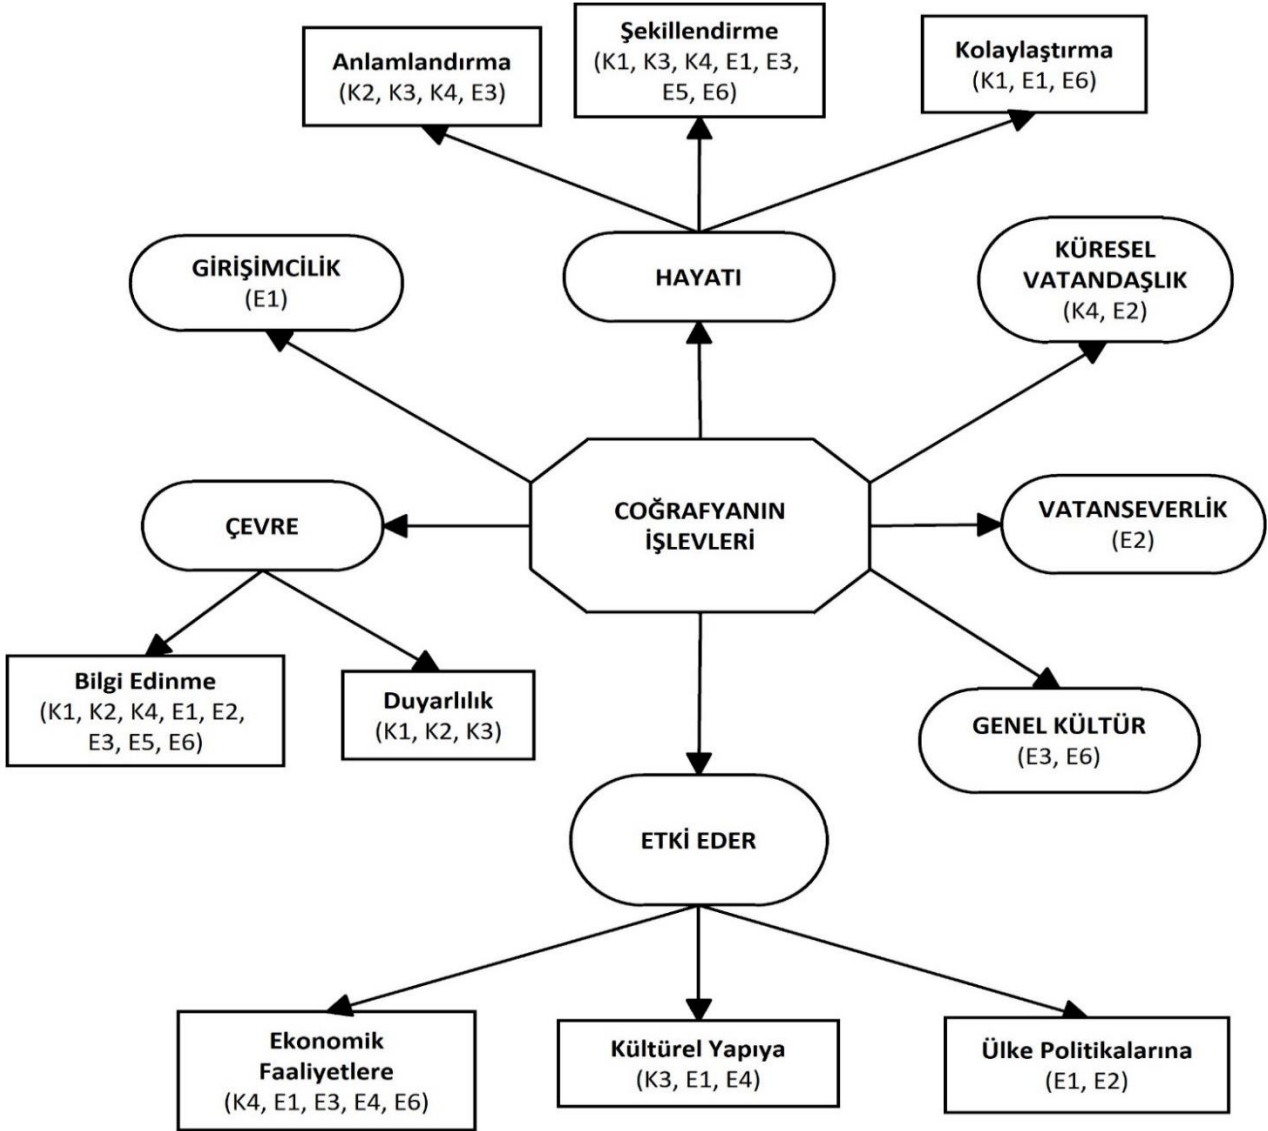 Anlamlandırma
(K2, K3, K4, E3)
Şekillendirme
(K1, K3, K4, E1, E3,
E5, E6)
Kolaylaştırma
(K1, E1, E6)
GİRİŞİMCİLİK
(E1)
HAYATI
KÜRESEL
VATANDAŞLIK
(K4, E2)
ÇEVRE
COĞRAFYANIN
İŞLEVLERİ
VATANSEVERLİK
(E2)
Bilgi Edinme
(K1, K2, K4, E1, E2,
E3, E5, E6)
Duyarlılık
(K1, K2, K3)
GENEL KÜLTÜR
(E3, E6)
ETKİ EDER
Ekonomik
Faaliyetlere
(K4, E1, E3, E4, E6)
Kültürel Yapıya
(K3, E1, E4)
Ülke Politikalarına
(E1, E2)